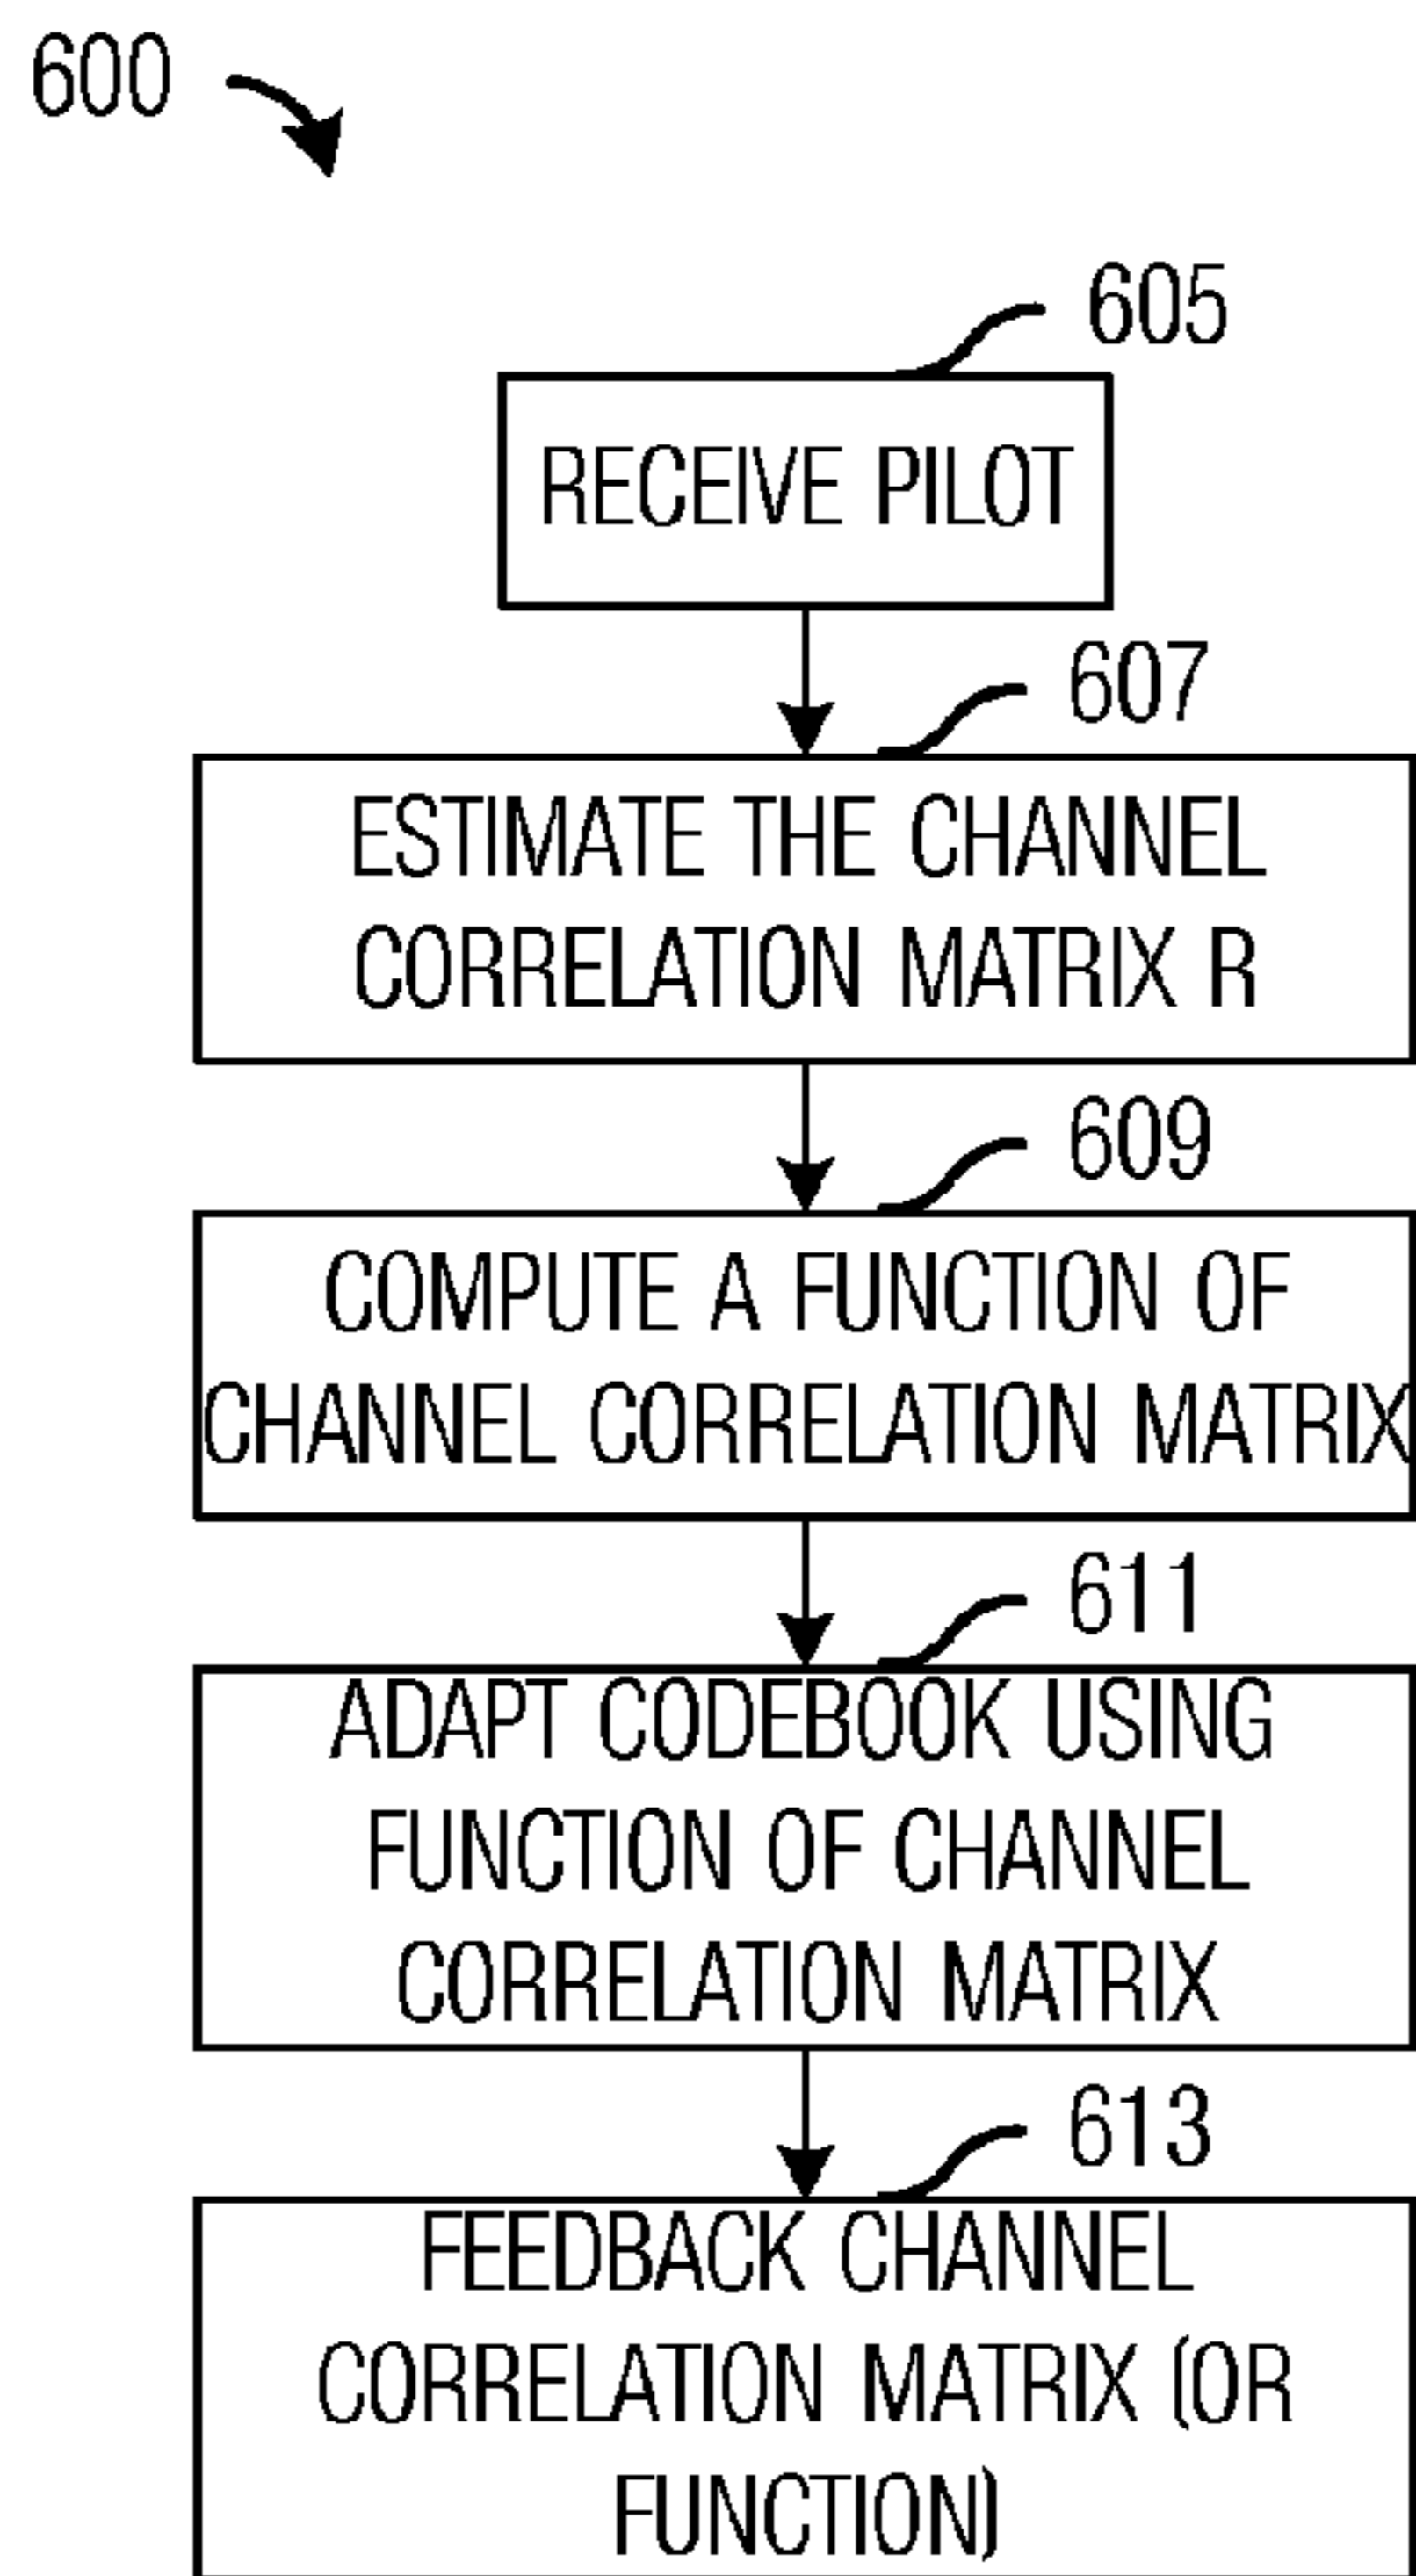 600
605
RECEIVE PILOT
607
ESTIMATE THE CHANNEL
CORRELATION MATRIX R
609
COMPUTE A FUNCTION OF
CHANNEL CORRELATION MATRIX
611
ADAPT CODEBOOK USING
FUNCTION OF CHANNEL
CORRELATION MATRIX
613
FEEDBACK CHANNEL
CORRELATION MATRIX (OR
FUNCTION)